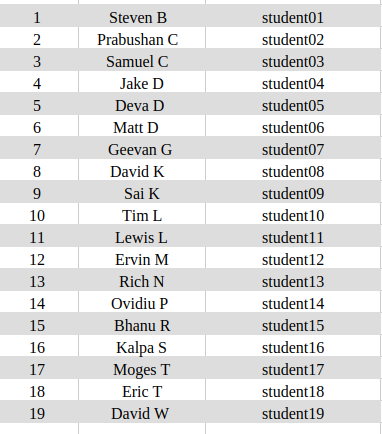 1 Steven B student01
2 Prabushan C student02
3 Samuel C student03
4 Jake D student04
5 Deva D student05
6 Matt D student06
7 Geevan G student07
8 David K student08
9 Sai K student09
10 Tim L student10
11 Lewis L student11
12 Ervin M student12
13 Rich N student13
14 Ovidiu P student14
15 Bhanu R student15
16 Kalpa S student16
17 Moges T student17
18 Eric T student18
19 David W student19